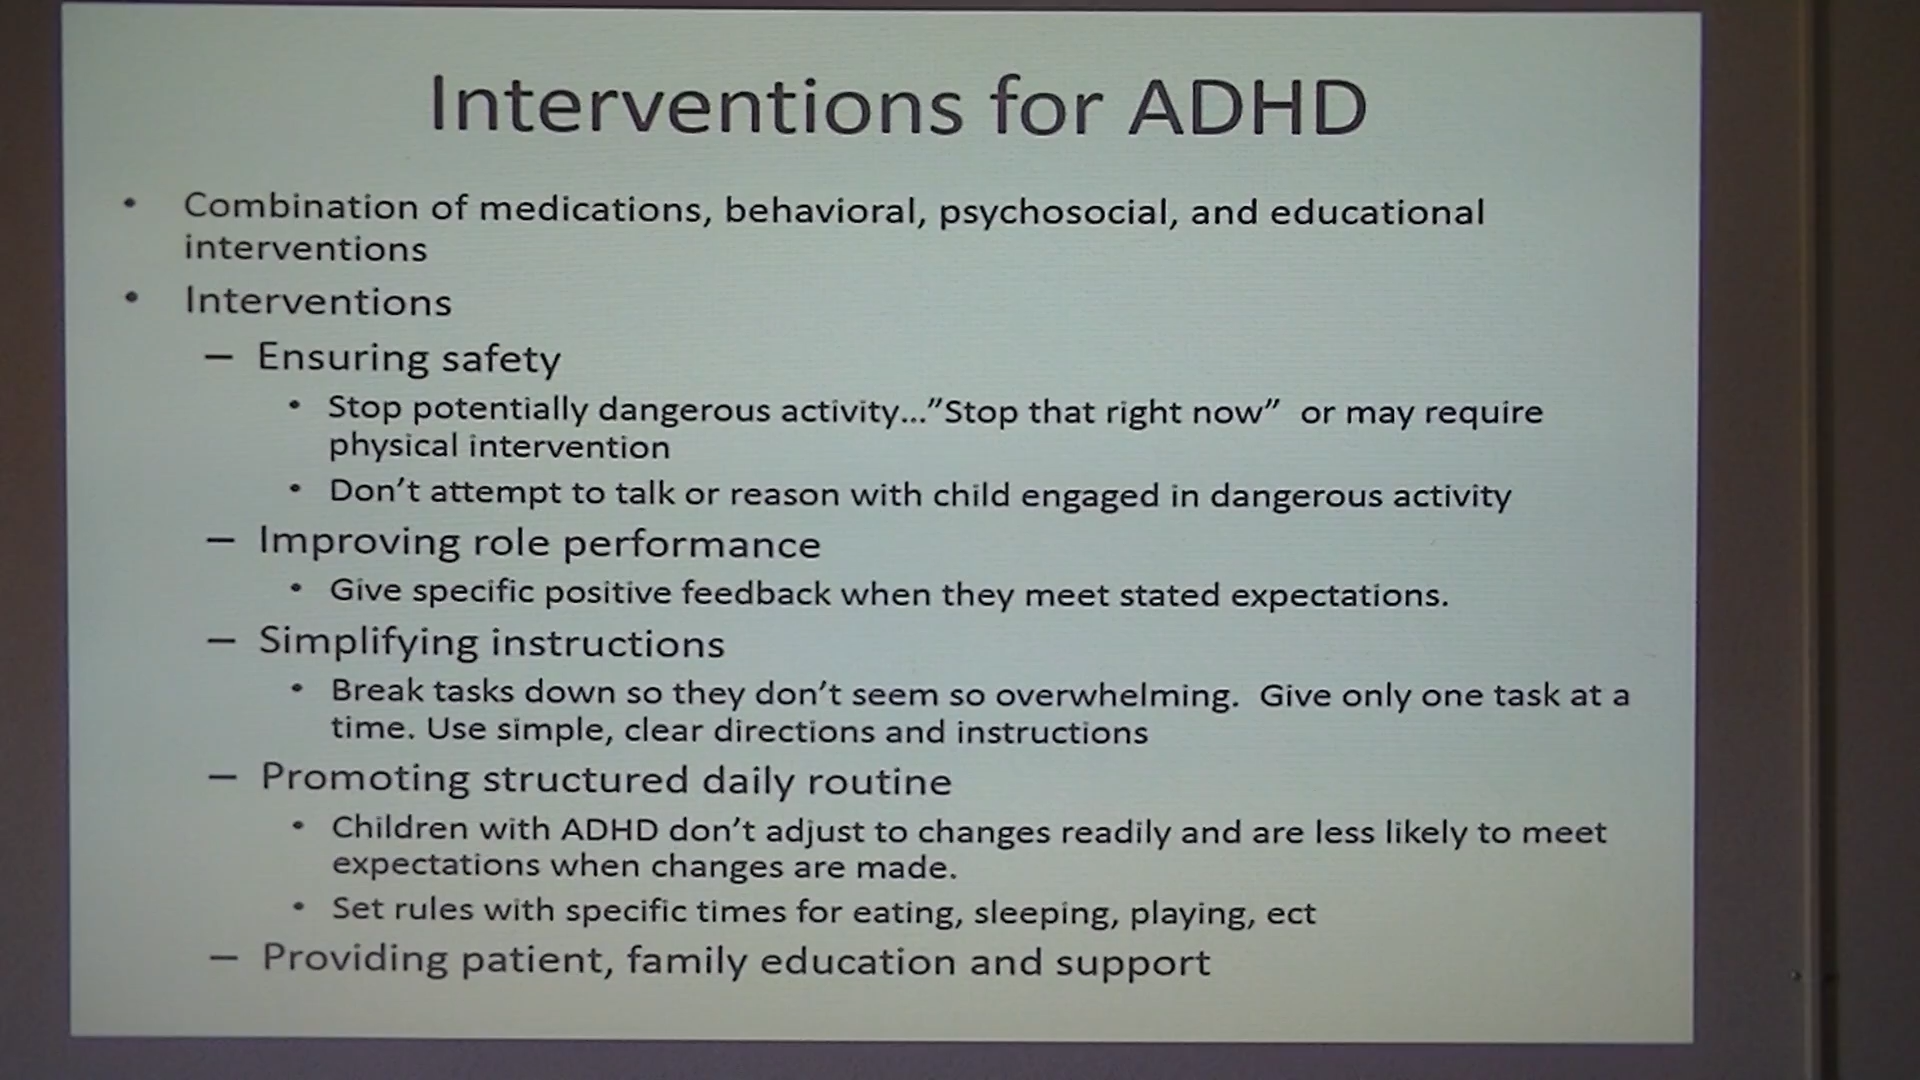 Interventions for ADHD
• Combination of medications, behavioral, psychosocial, and educational
interventions
• Interventions
– Ensuring safety
• Stop potentially dangerous activity...”Stop that right now”  or may require
physical intervention
• Don’t attempt to talk or reason with child engaged in dangerous activity
– Improving role performance
• Give specific positive feedback when they meet stated expectations.
– Simplifying instructions
• Break tasks down so they don’t seem so overwhelming.  Give only one task at a
time. Use simple, clear directions and instructions
– Promoting structured daily routine
• Children with ADHD don’t adjust to changes readily and are less likely to meet
expectations when changes are made.
• Set rules with specific times for eating, sleeping, playing, ect
– Providing patient, family education and support